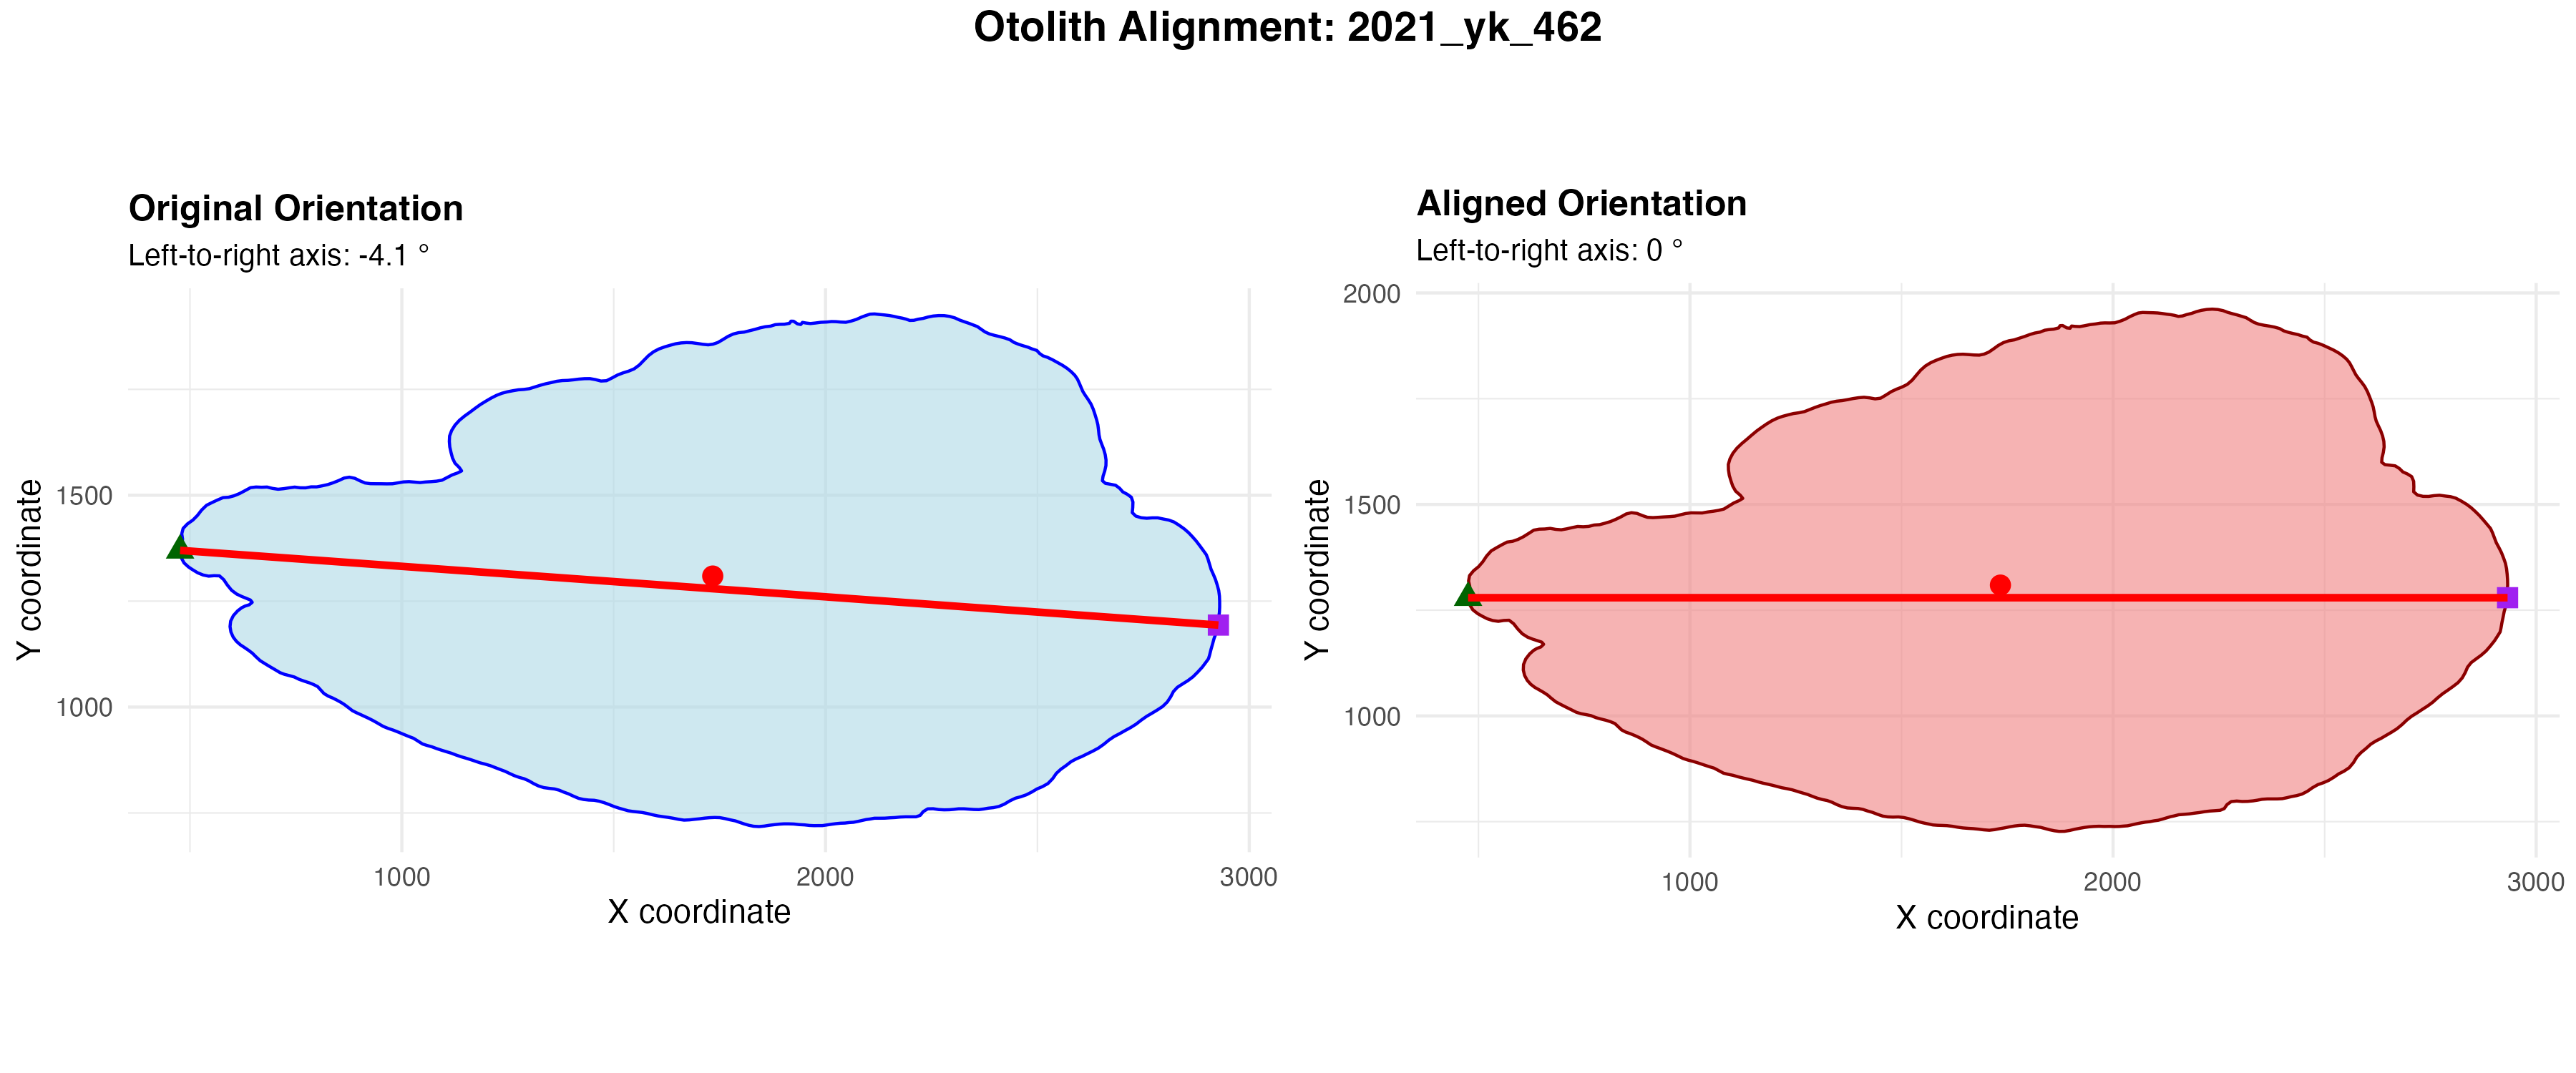 Otolith Alignment: 2021_yk_462
Original Orientation
Left-to-right axis: -4.1 °
Y coordinate
1500
1000
1000
2000
3000
X coordinate
Aligned Orientation
Left-to-right axis: 0 °
Y coordinate
2000
1500
1000
1000
2000
3000
X coordinate